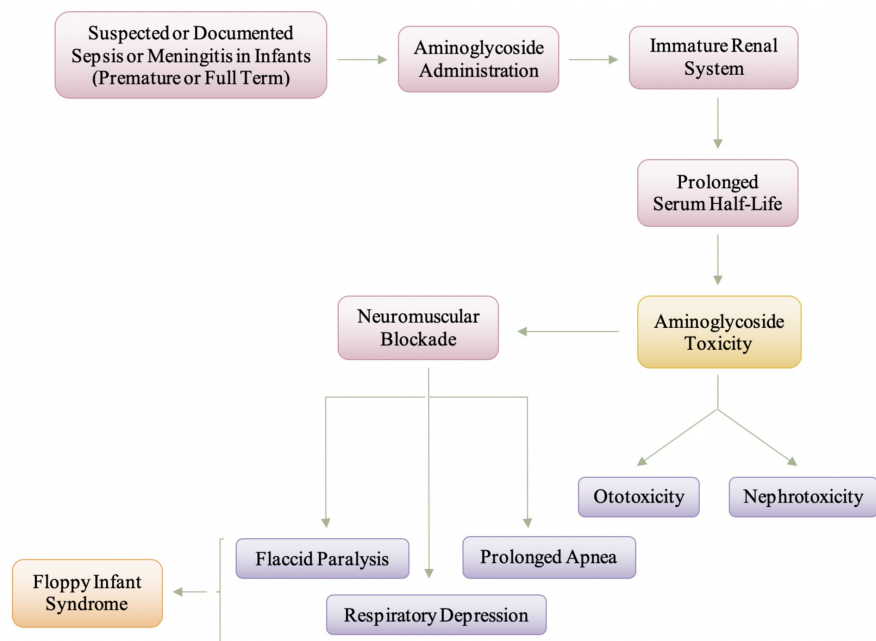 Suspected or Documented
Sepsis or Meningitis in Infants
(Premature or Full Term)
Aminoglycoside
Administration
Immature Renal
System
Prolonged
Serum Half-Life
Neuromuscular
Blockade
Aminoglycoside
Toxicity
Ototoxicity
Nephrotoxicity
Flaccid Paralysis
Prolonged Apnea
Floppy Infant
Syndrome
Respiratory Depression